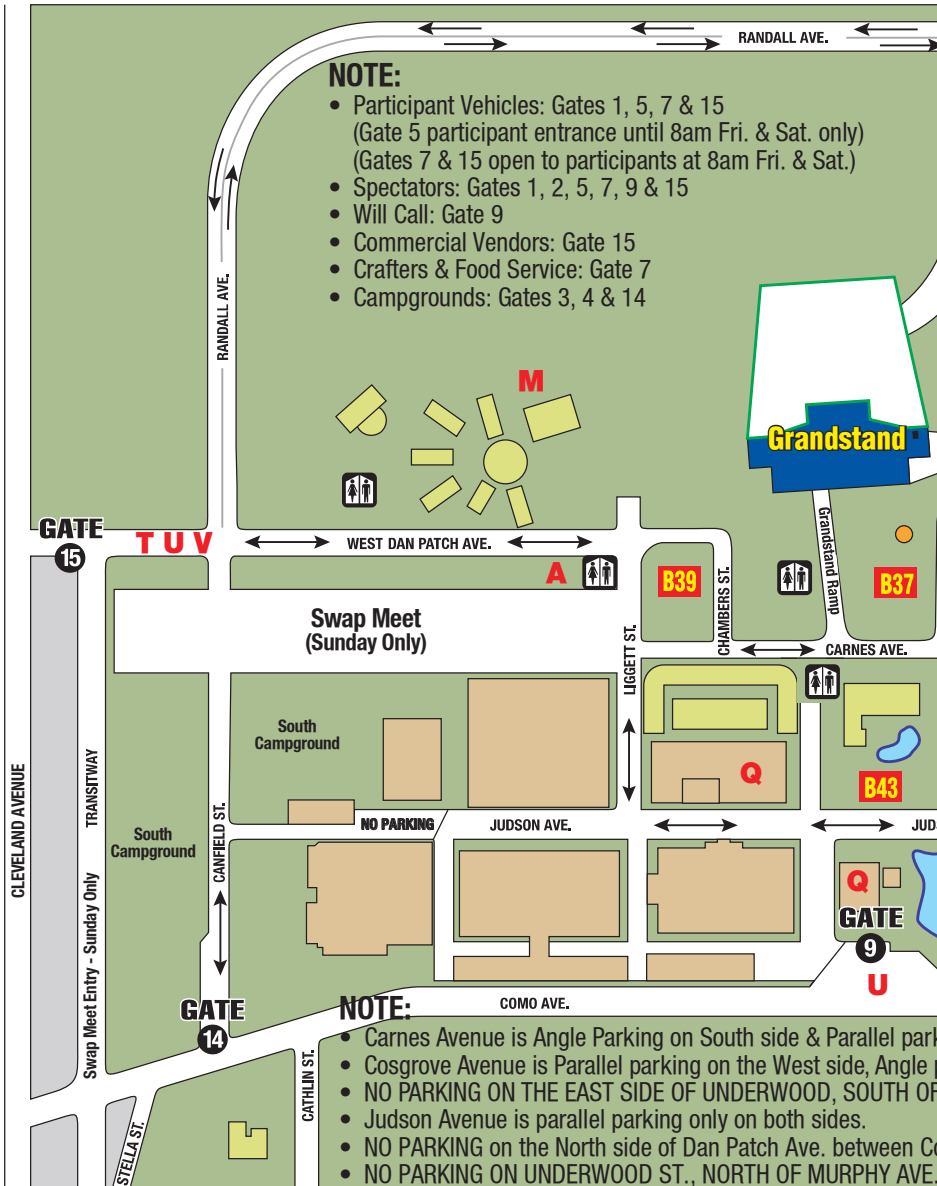 RANDALL AVE.
NOTE:
• Participant Vehicles: Gates 1, 5, 7 & 15
(Gate 5 participant entrance until 8am Fri. & Sat. only)
(Gates 7 & 15 open to participants at 8am Fri. & Sat.)
• Spectators: Gates 1, 2, 5, 7, 9 & 15
• Will Call: Gate 9
• Commercial Vendors: Gate 15
• Crafters & Food Service: Gate 7
• Campgrounds: Gates 3, 4 & 14
RANDALL AVE.
M
Grandstand
Grandstand Ramp
GATE
15
T U V
WEST DAN PATCH AVE.
A
B39
CHAMBERS ST.
B37
Swap Meet
(Sunday Only)
LIGGETT ST.
CARNES AVE.
South
Campground
Q
B43
CLEVELAND AVENUE
TRANSITWAY
Swap Meet Entry - Sunday Only
South
Campground
CANFIELD ST.
NO PARKING
JUDSON AVE.
JUD
Q
GATE
9
U
GATE
14
COMO AVE.
CATHLIN ST.
STELLA ST.
NOTE:
• Carnes Avenue is Angle Parking on South side & Parallel park
• Cosgrove Avenue is Parallel parking on the West side, Angle
• NO PARKING ON THE EAST SIDE OF UNDERWOOD, SOUTH OF
• Judson Avenue is parallel parking only on both sides.
• NO PARKING on the North side of Dan Patch Ave. between
• NO PARKING ON UNDERWOOD ST., NORTH OF MURPHY AVE.